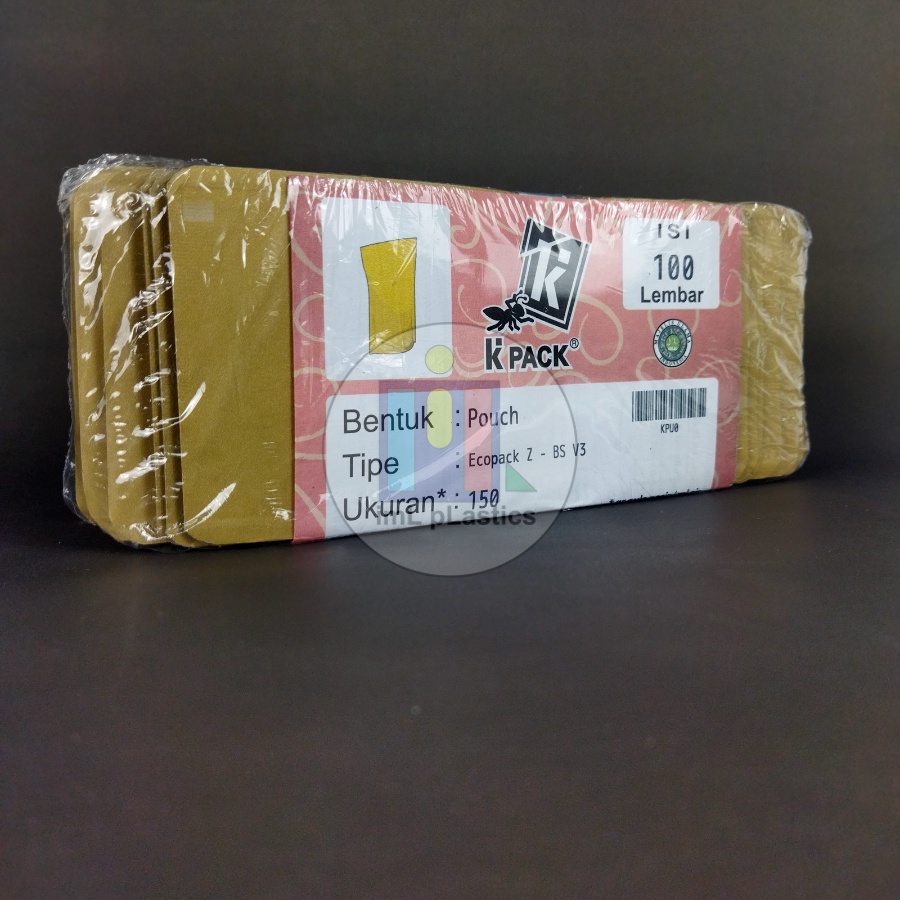 ISI
100
Lembar
K PACK®
Bentuk : Pouch
Tipe : Ecopack Z - BS V3
Ukuran* : 150
KPU0
imL pLastics